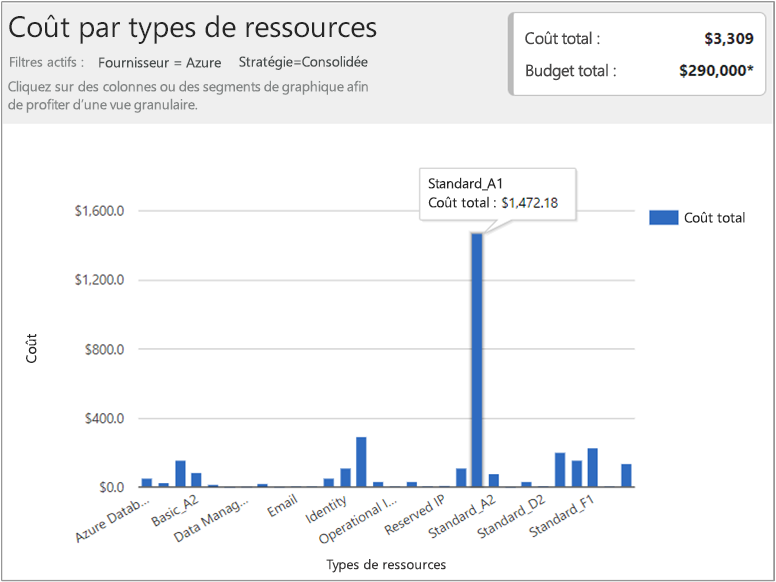 Coût par types de ressources
Filtres actifs : Fournisseur = Azure Stratégie=Consolidée
Cliquez sur des colonnes ou des segments de graphique afin
de profiter d'une vue granulaire.
Coût total : $3,309
Budget total : $290,000*
Standard_A1
Coût total : $1,472.18
Coût total
$1,600.0
$1,200.0
$800.0
$400.0
$0.0
Coût
Azure Datab...
Basic_A2
Data Manag...
Email
Identity
Operational I...
Reserved IP
Standard_A2
Standard_D2
Standard_F1
Types de ressources